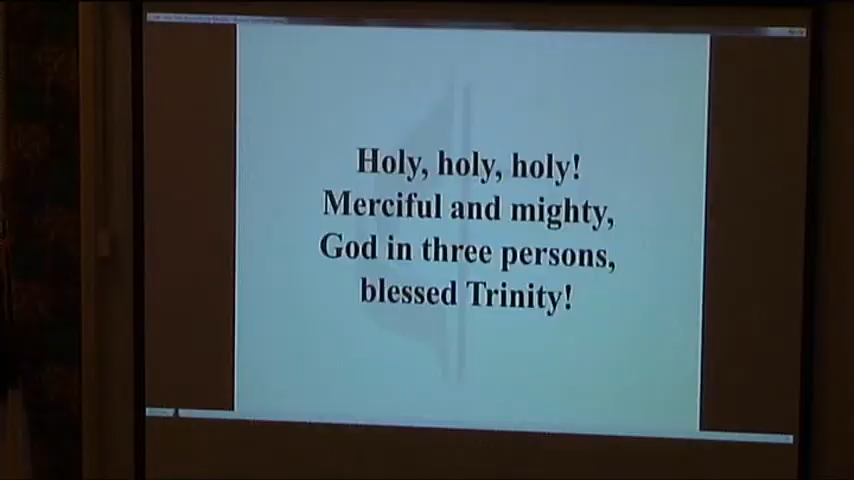 Holy, holy, holy!
Merciful and mighty,
God in three persons,
blessed Trinity!